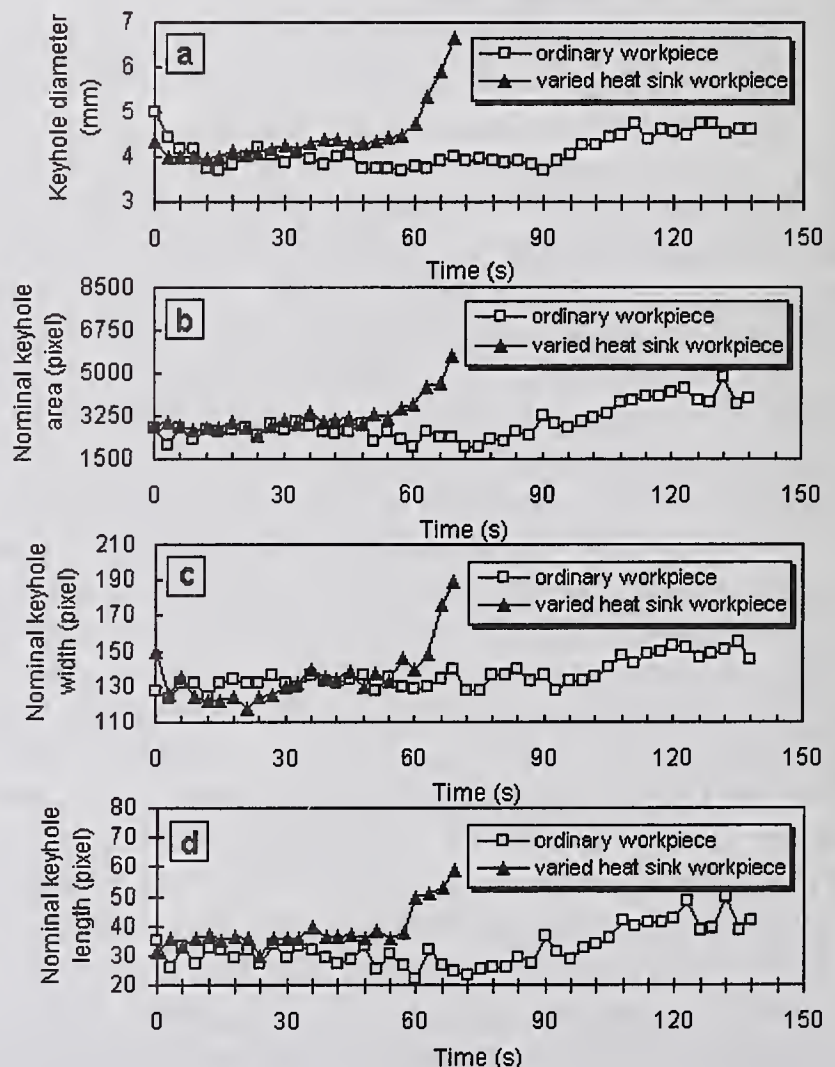 Keyhole diameter
(mm)
7
6
5
4
3
a
ordinary workpiece
varied heat sink workpiece
0 30 60 90 120 150
Time (s)
Nominal keyhole
area (pixel)
8500
6750
5000
3250
1500
b
ordinary workpiece
varied heat sink workpiece
0 30 60 90 120 150
Time (s)
Nominal keyhole
width (pixel)
210
190
170
150
130
110
c
ordinary workpiece
varied heat sink workpiece
0 30 60 90 120 150
Time (s)
Nominal keyhole
length (pixel)
80
70
60
50
40
30
20
d
ordinary workpiece
varied heat sink workpiece
0 30 60 90 120 150
Time (s)